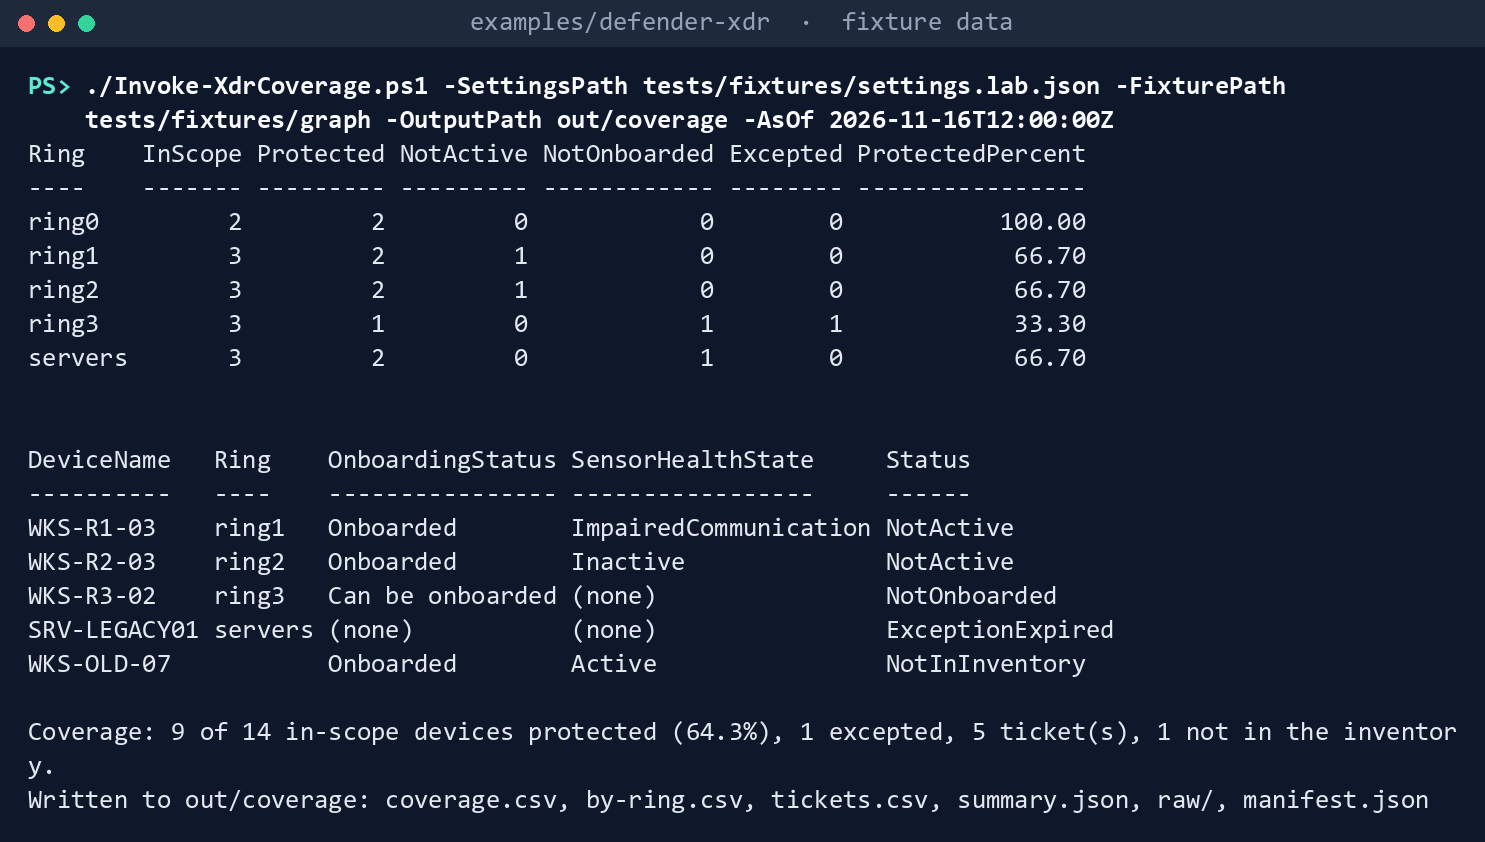 examples/defender-xdr · fixture data
PS> ./Invoke-XdrCoverage.ps1 -SettingsPath tests/fixtures/settings.lab.json -FixturePath
tests/fixtures/graph -OutputPath out/coverage -AsOf 2026-11-16T12:00:00Z
Ring    InScope Protected NotActive NotOnboarded Excepted ProtectedPercent
----    ------- --------- --------- ------------ -------- ----------------
ring0         2         2         0            0        0           100.00
ring1         3         2         1            0        0            66.70
ring2         3         2         1            0        0            66.70
ring3         3         1         0            1        1            33.30
servers       3         2         0            1        0            66.70
DeviceName   Ring    OnboardingStatus SensorHealthState     Status
----------   ----    ---------------- -----------------     ------
WKS-R1-03    ring1   Onboarded        ImpairedCommunication NotActive
WKS-R2-03    ring2   Onboarded        Inactive              NotActive
WKS-R3-02    ring3   Can be onboarded (none)                NotOnboarded
SRV-LEGACY01 servers (none)           (none)                ExceptionExpired
WKS-OLD-07           Onboarded        Active                NotInInventory
Coverage: 9 of 14 in-scope devices protected (64.3%), 1 excepted, 5 ticket(s), 1 not in the inventor
y.
Written to out/coverage: coverage.csv, by-ring.csv, tickets.csv, summary.json, raw/, manifest.json